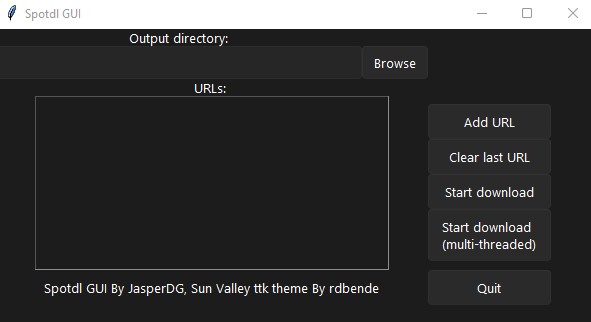 Spotdl GUI
Output directory:
Browse
URLs:
Add URL
Clear last URL
Start download
Start download
(multi-threaded)
Spotdl GUI By JasperDG, Sun Valley ttk theme By rdbende
Quit